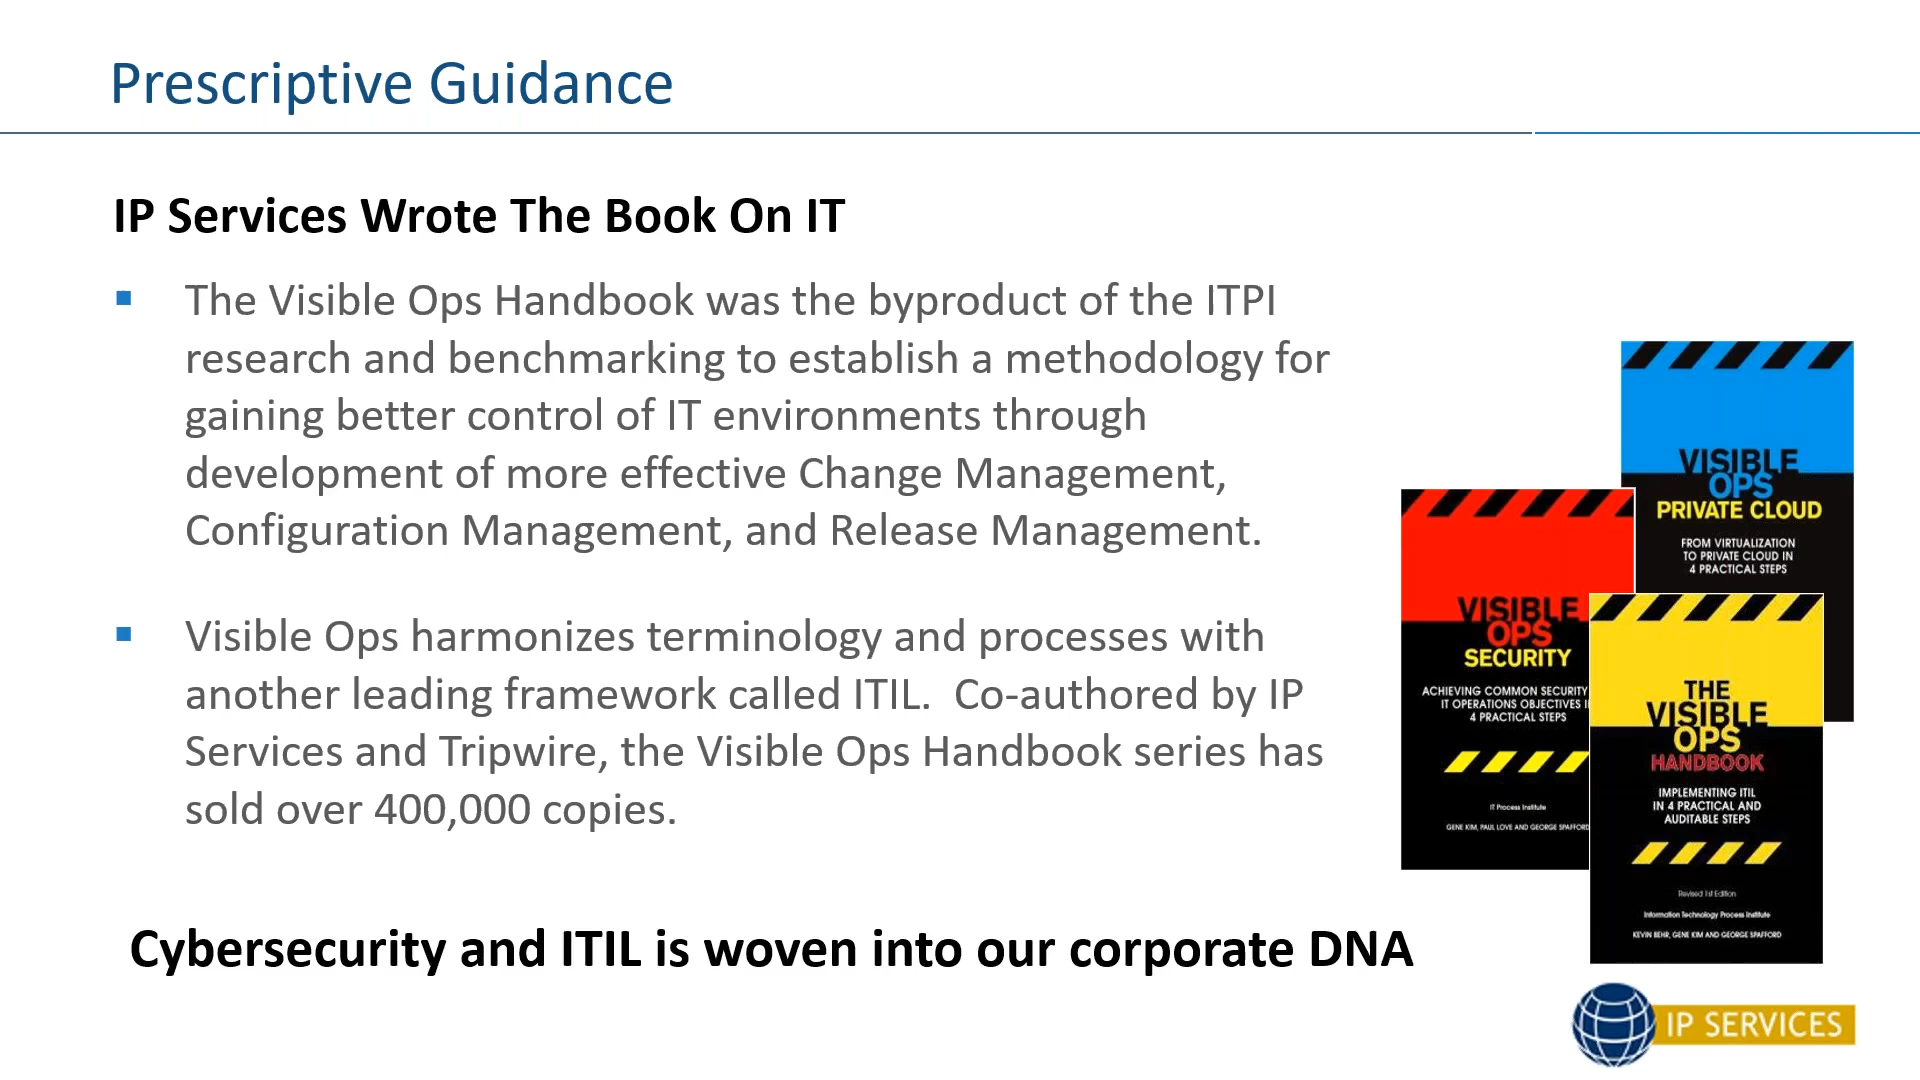 Prescriptive Guidance
IP Services Wrote The Book On IT
The Visible Ops Handbook was the byproduct of the ITPI
research and benchmarking to establish a methodology for
gaining better control of IT environments through
development of more effective Change Management,
Configuration Management, and Release Management.
Visible Ops harmonizes terminology and processes with
another leading framework called ITIL.  Co-authored by IP
Services and Tripwire, the Visible Ops Handbook series has
sold over 400,000 copies.
Cybersecurity and ITIL is woven into our corporate DNA
VISIBLE
OPS
PRIVATE CLOUD
FROM VIRTUALIZATION
TO PRIVATE CLOUD IN
4 PRACTICAL STEPS
VISIBLE
OPS
SECURITY
ACHIEVING COMMON SECURITY
IT OPERATIONS OBJECTIVES
4 PRACTICAL STEPS
IT Process Institute
GENE KIM, PAUL LOVE AND GEORGE SPAFFORD
THE
VISIBLE
OPS
HANDBOOK
IMPLEMENTING ITIL
IN 4 PRACTICAL AND
AUDITABLE STEPS
Revised 1st Edition
Information Technology Process Institute
KEVIN BEHR, GENE KIM AND GEORGE SPAFFORD
IP SERVICES